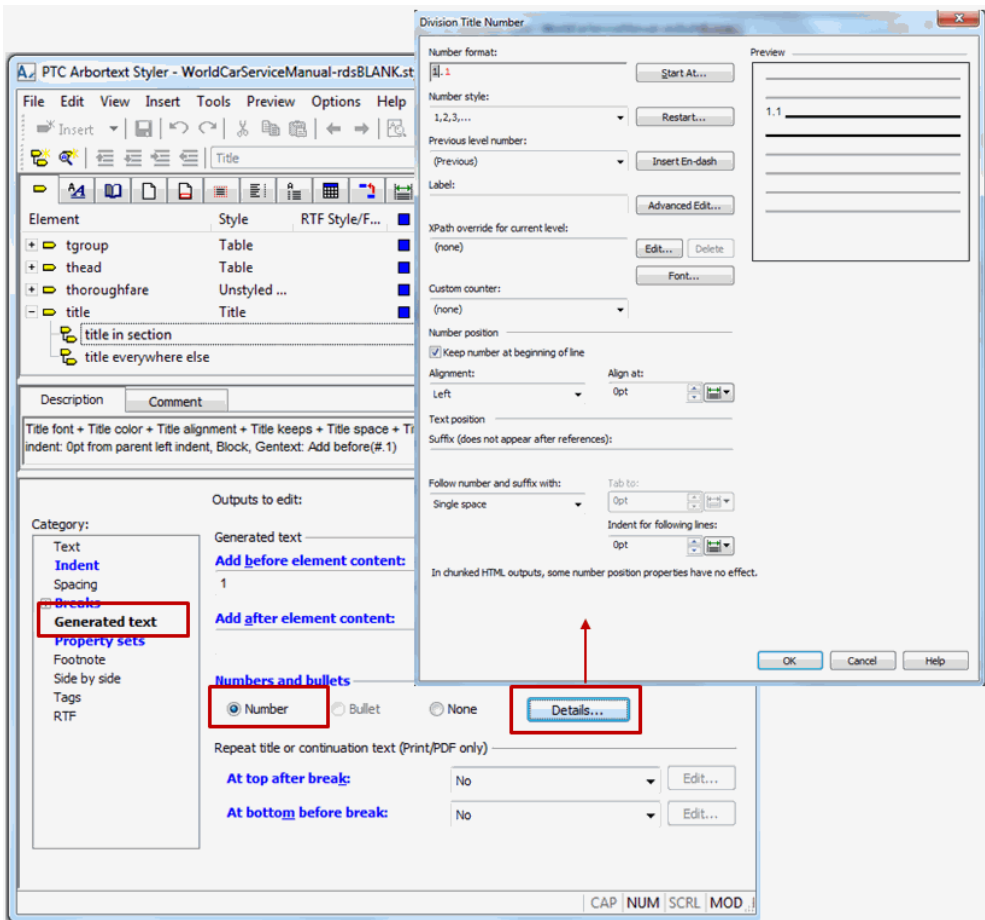 Division Title Number
x
Number format:
1.1
Start At...
Number style:
1,2,3,...
Restart...
Previous level number:
(Previous)
Insert En-dash
Label:
Advanced Edit...
XPath override for current level:
(none)
Edit...
Delete
Font...
Custom counter:
(none)
Number position
Keep number at beginning of line
Alignment:
Align at:
Left
0pt
Text position
Suffix (does not appear after references):
Follow number and suffix with:
Tab to:
Single space
0pt
Indent for following lines:
0pt
In chunked HTML outputs, some number position properties have no effect.
Preview
1.1
OK
Cancel
Help
PTC Arbortext Styler - WorldCarServiceManual-rdsBLANK.st
File Edit View Insert Tools Preview Options Help
Insert
Title
Element Style RTF Style/F...
tgroup Table
thead Table
thoroughfare Unstyled ...
title Title
title in section
title everywhere else
Description
Comment
Title font + Title color + Title alignment + Title keeps + Title space +
indent: 0pt from parent left indent, Block, Gentext: Add before(#.1)
Outputs to edit:
Category:
Text
Indent
Spacing
Breaks
Generated text
Property sets
Footnote
Side by side
Tags
RTF
Generated text
Add before element content:
1
Add after element content:
Numbers and bullets
Number
Bullet
None
Details...
Repeat title or continuation text (Print/PDF only)
At top after break:
No
Edit...
At bottom before break:
No
Edit...
CAP NUM SCRL MOD